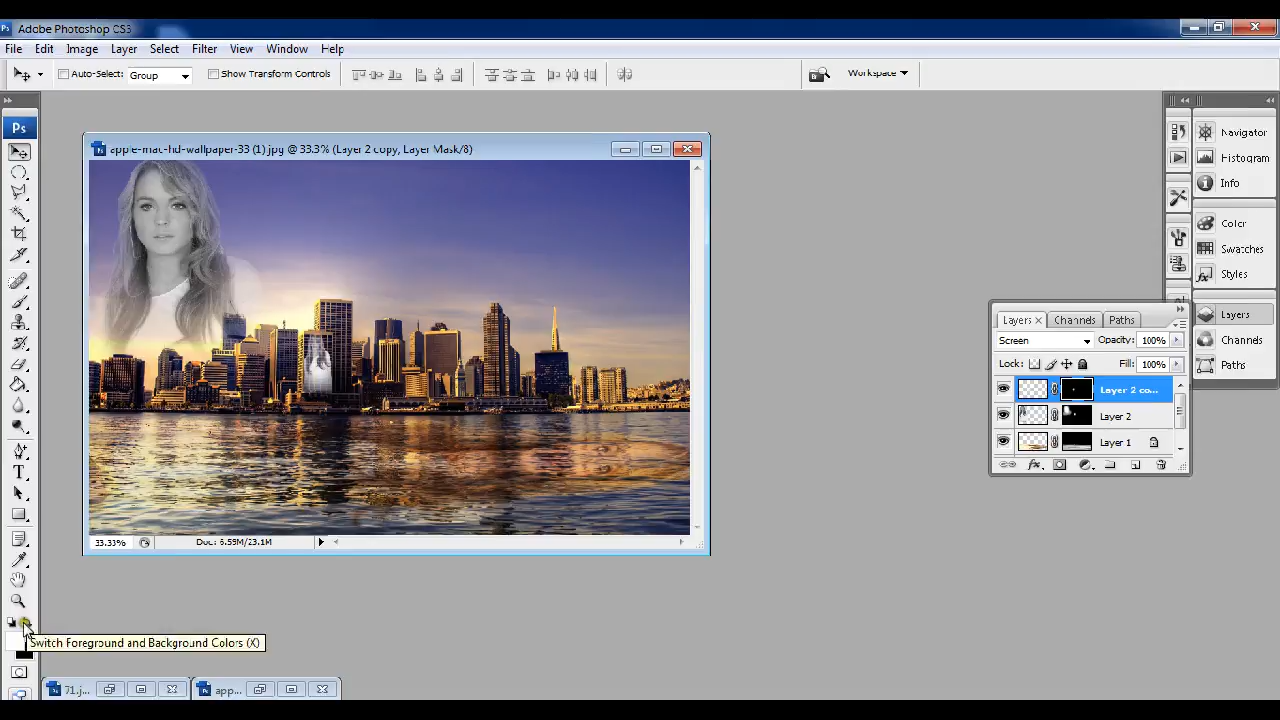 Ps Adobe Photoshop CS3
File Edit Image Layer Select Filter View Window Help
Auto-Select: Group Show Transform Controls Workspace
Ps
apple-mac-hd-wallpaper-33 (1).jpg @ 33.3% (Layer 2 copy, Layer Mask/8)
Navigator
Histogram
Info
Color
Swatches
Styles
Layers
Channels
Paths
Layers Channels Paths
Screen Opacity: 100%
Lock: Fill: 100%
Layer 2 co...
Layer 2
Layer 1
T
33.33% Doc: 6.59M/23.1M
Switch Foreground and Background Colors (X)
71.j... app...